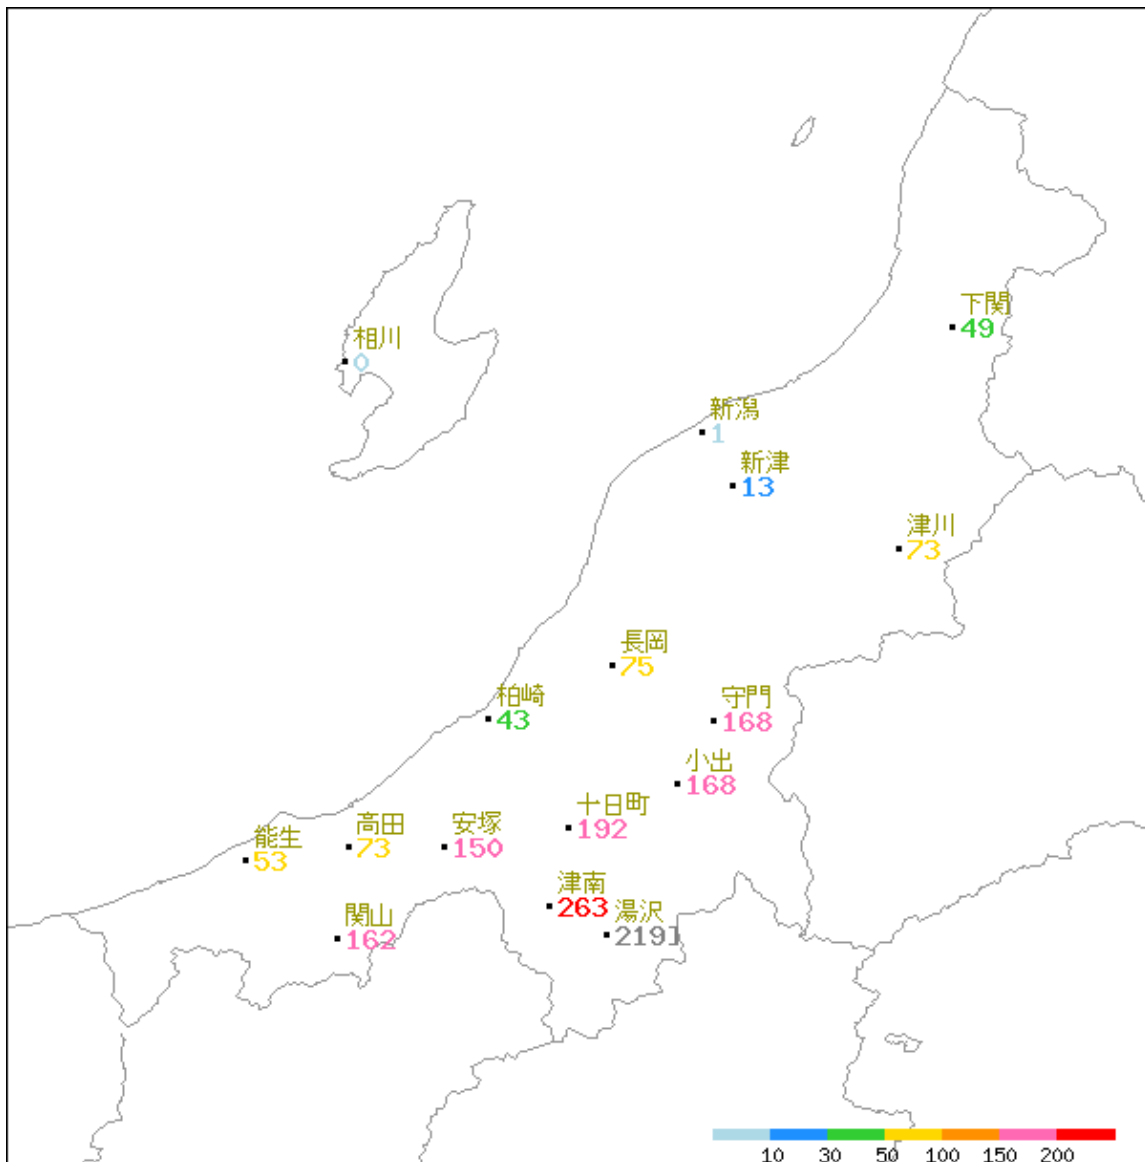 下関
49
相川
0
新潟
1
新津
13
津川
73
長岡
75
柏崎
43
守門
168
小出
168
十日町
192
高田
73
安塚
150
能生
53
津南
263
湯沢
219]
関山
162
10 30 50 100 150 200